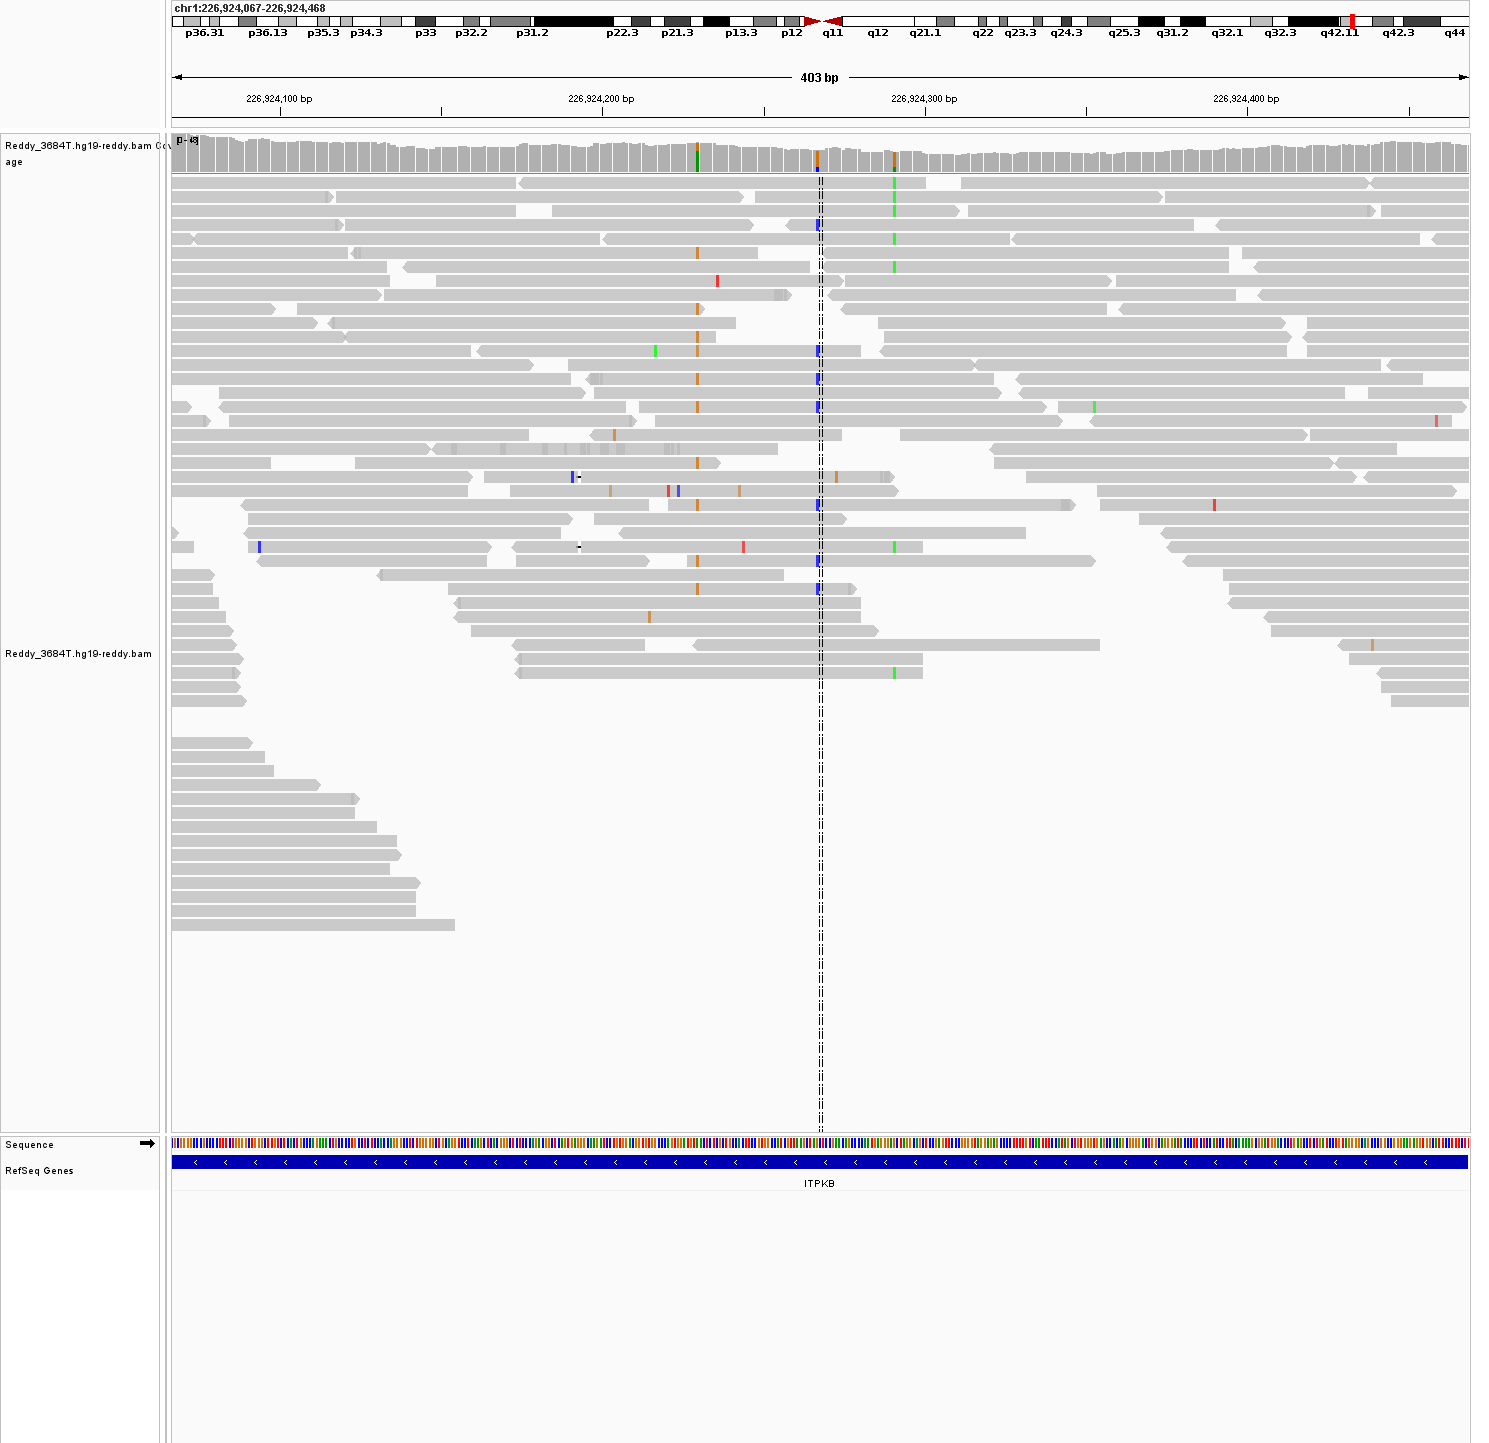 chr1:226,924,067-226,924,468
p36.31 p36.13 p35.3 p34.3 p33 p32.2 p31.2 p22.3 p21.3 p13.3 p12 q11 q12 q21.1 q22 q23.3 q24.3 q25.3 q31.2 q32.1 q32.3 q42.11 q42.3 q44
403 bp
226,924,100 bp 226,924,200 bp 226,924,300 bp 226,924,400 bp
Reddy_3684T.hg19-reddy.bam Cov
age
Reddy_3684T.hg19-reddy.bam
Sequence
RefSeq Genes
ITPKB